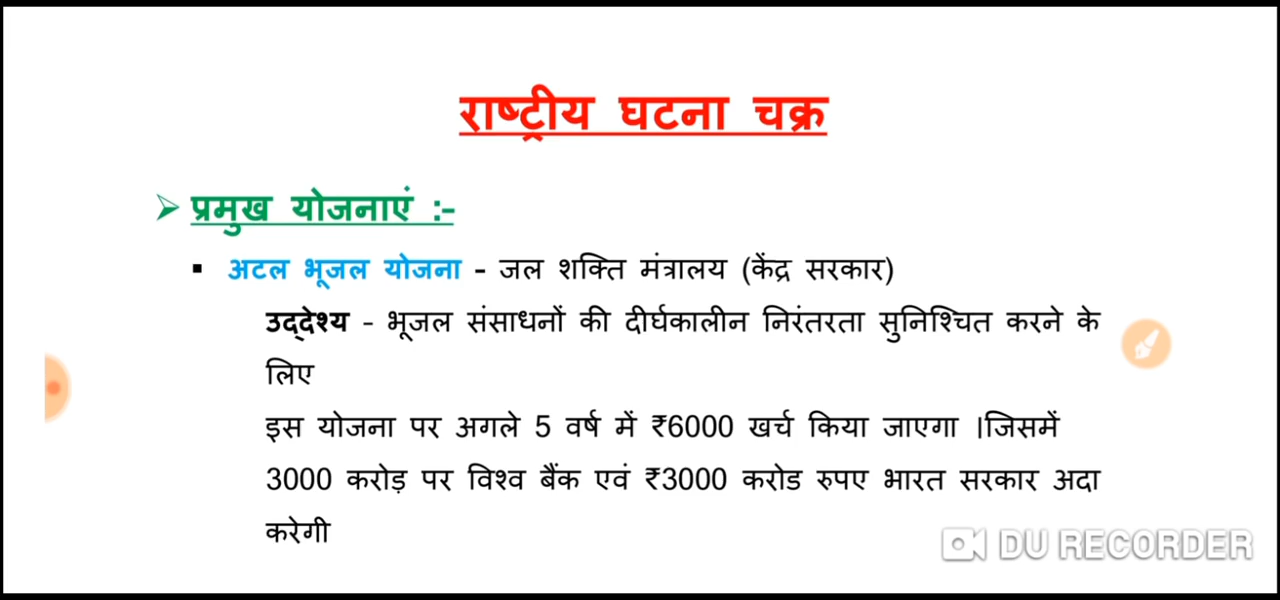 राष्ट्रीय घटना चक्र
➢ प्रमुख योजनाएं :-
▪ अटल भूजल योजना - जल शक्ति मंत्रालय (केंद्र सरकार)
उद्देश्य - भूजल संसाधनों की दीर्घकालीन निरंतरता सुनिश्चित करने के
लिए
इस योजना पर अगले 5 वर्ष में ₹6000 खर्च किया जाएगा ।जिसमें
3000 करोड़ पर विश्व बैंक एवं ₹3000 करोड रुपए भारत सरकार अदा
करेगी
DU RECORDER